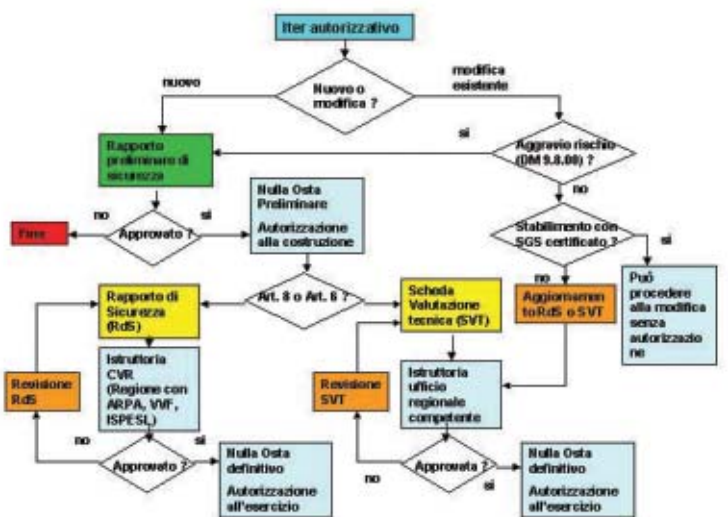 Iter autorizzativo
nuovo
Nuovo o
modifica ?
modifica
esistente
Rapporto
preliminare di
sicurezza
si
Aggravio rischio
(DM 9.8.00) ?
no
Nulla Osta
Preliminare
Autorizzazione
alla costruzione
Fine
no
Approvato ?
si
Stabilimento con
SGS certificato ?
si
no
Rapporto di
Sicurezza
(RdS)
Art. 8 o Art. 6 ?
Scheda
Valutazione
tecnica (SVT)
Aggiornamen
to RdS o SVT
Può
procedere
alla modifica
senza
autorizzazio
ne
Revisione
RdS
Istruttoria
CVR
(Regione con
ARPA, VVF,
ISPESL)
Revisione
SVT
Istruttoria
ufficio
regionale
competente
no
Approvato ?
si
Nulla Osta
definitivo
Autorizzazione
all'esercizio
no
Approvata ?
si
Nulla Osta
definitivo
Autorizzazione
all'esercizio